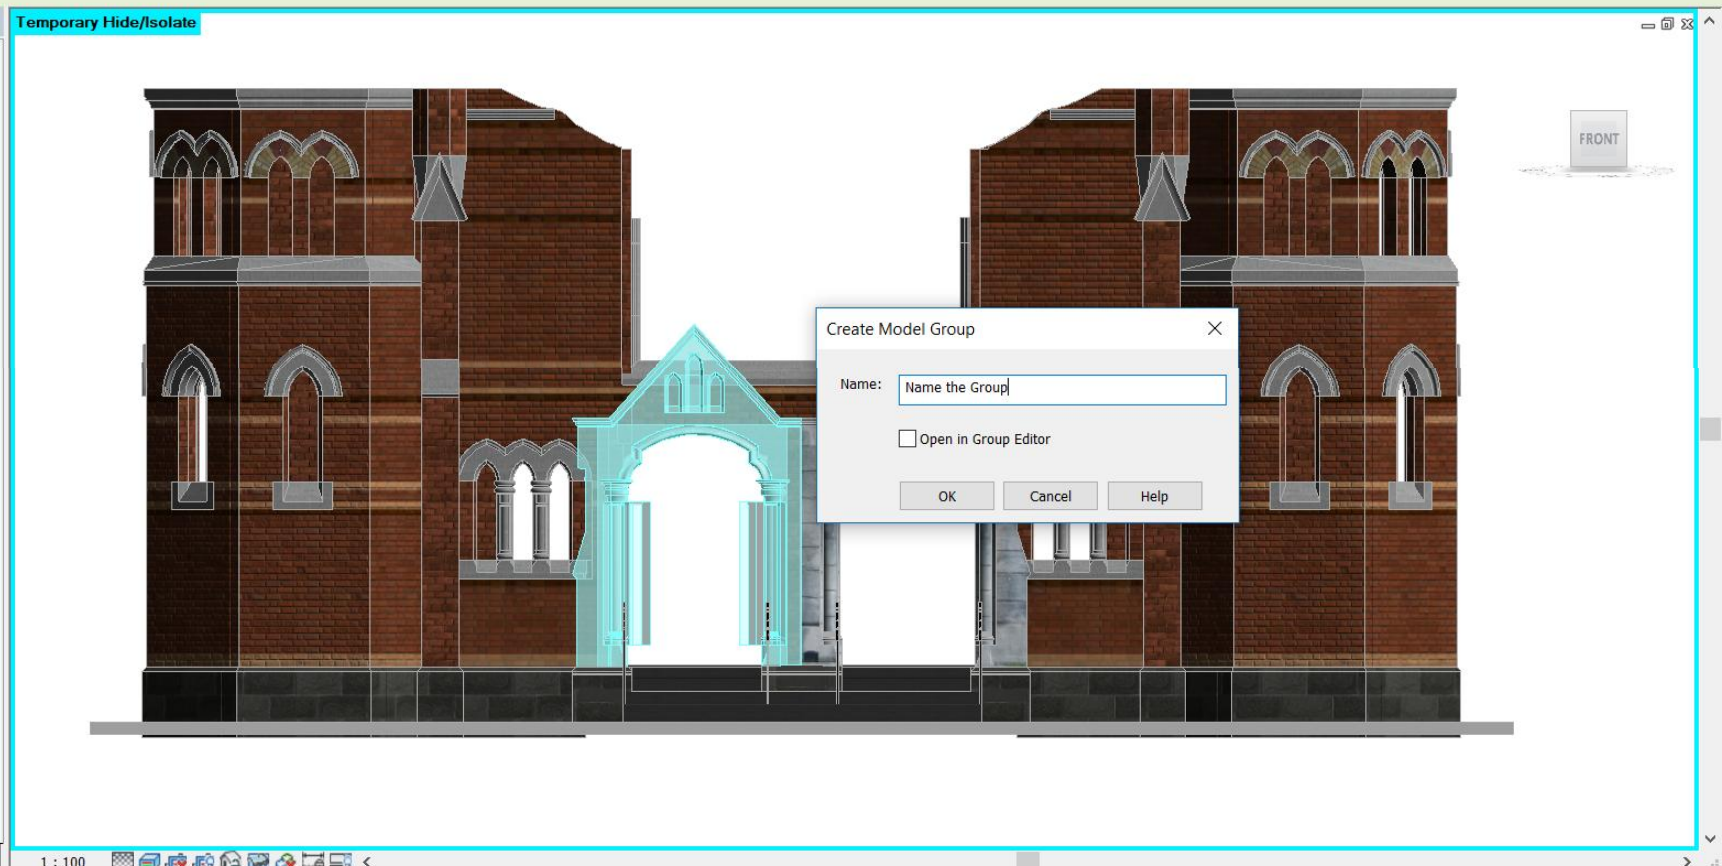 Temporary Hide/Isolate
FRONT
Create Model Group
Name:
Name the Group
Open in Group Editor
OK
Cancel
Help
1 : 100